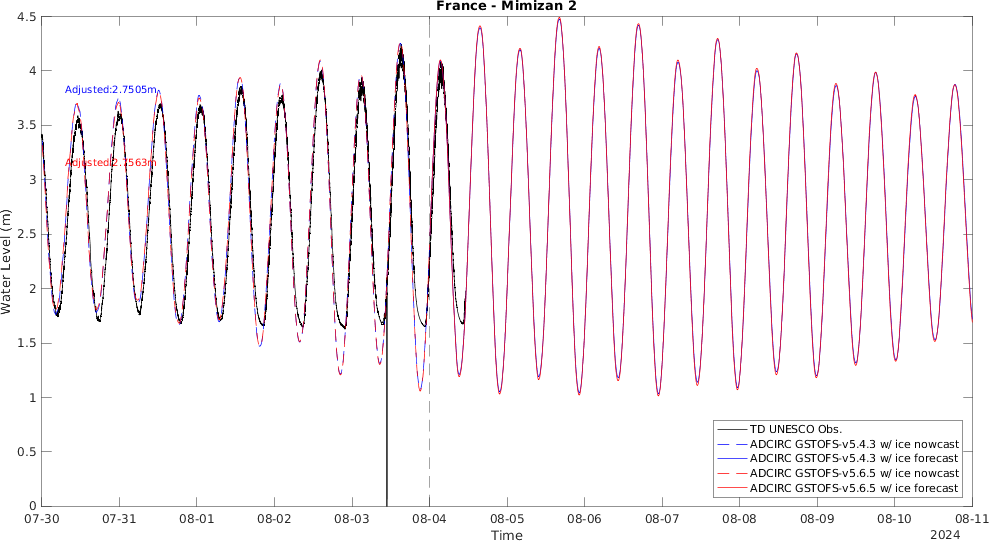 France - Mimizan 2
4.5
4
3.5
3
2.5
2
1.5
1
0.5
0
Water Level (m)
Adjusted:2.7505m
Adjusted:2.7563m
TD UNESCO Obs.
ADCIRC GSTOFS-v5.4.3 w/ ice nowcast
ADCIRC GSTOFS-v5.4.3 w/ ice forecast
ADCIRC GSTOFS-v5.6.5 w/ ice nowcast
ADCIRC GSTOFS-v5.6.5 w/ ice forecast
07-30 07-31 08-01 08-02 08-03 08-04 08-05 08-06 08-07 08-08 08-09 08-10 08-11
Time
2024